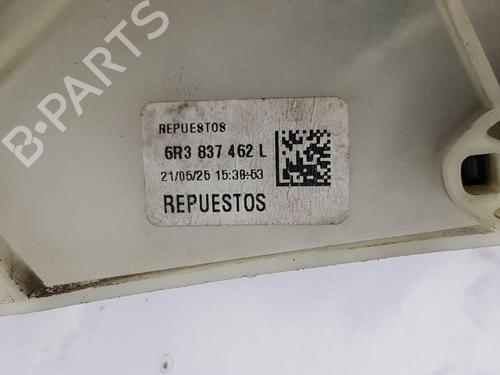 REPUESTOS
6R3 837 462 L
21/05/25 15:38:53
REPUESTOS
B-PARTS